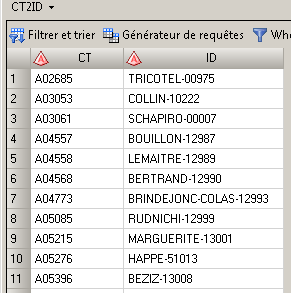 CT2ID
Filtrer et trier Générateur de requêtes Whe
CT ID
1 A02685 TRICOTEL-00975
2 A03053 COLLIN-10222
3 A03061 SCHAPIRO-00007
4 A04557 BOUILLON-12987
5 A04558 LEMAITRE-12989
6 A04568 BERTRAND-12990
7 A04773 BRINDEJONC-COLAS-12993
8 A05085 RUDNICHI-12999
9 A05215 MARGUERITE-13001
10 A05276 HAPPE-51013
11 A05396 BEZIZ-13008